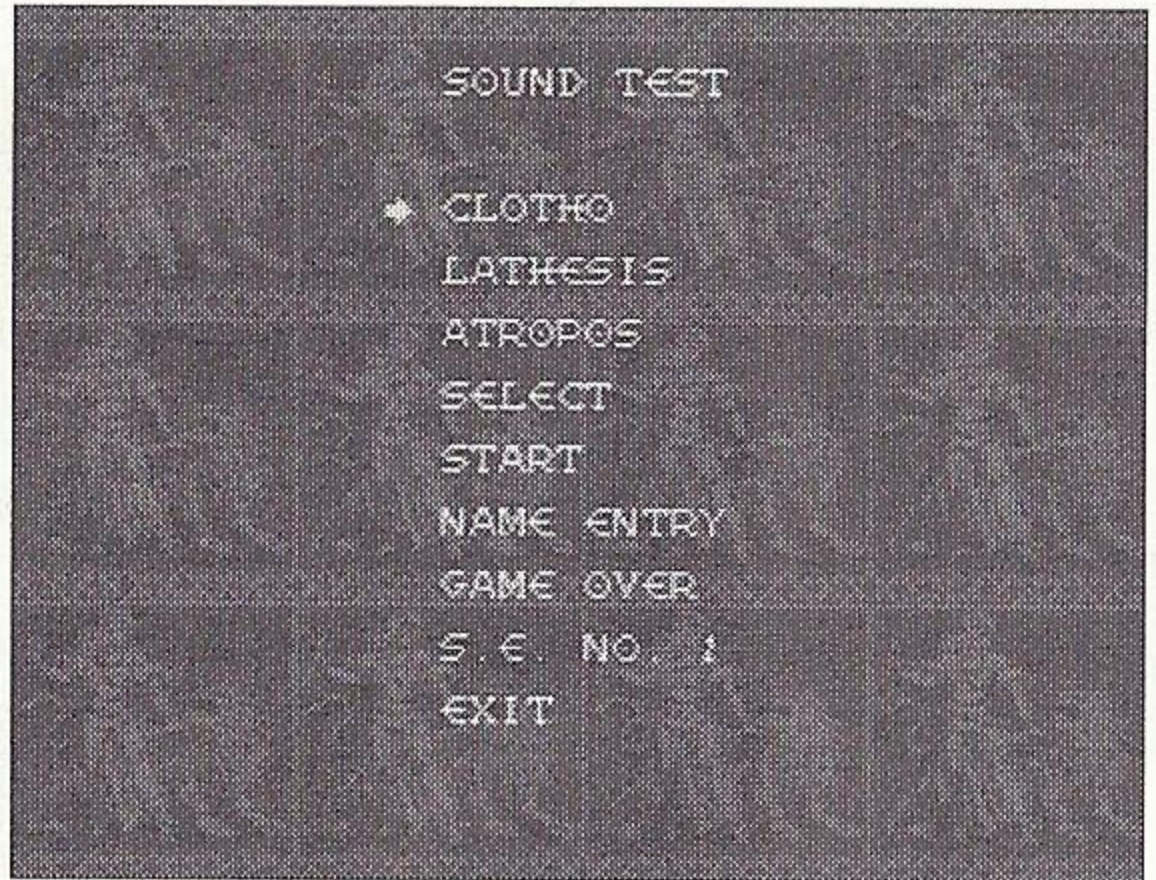 SOUND TEST
CLOTHO
LATHESIS
ATROPOS
SELECT
START
NAME ENTRY
GAME OVER
S.E. NO. 1
EXIT